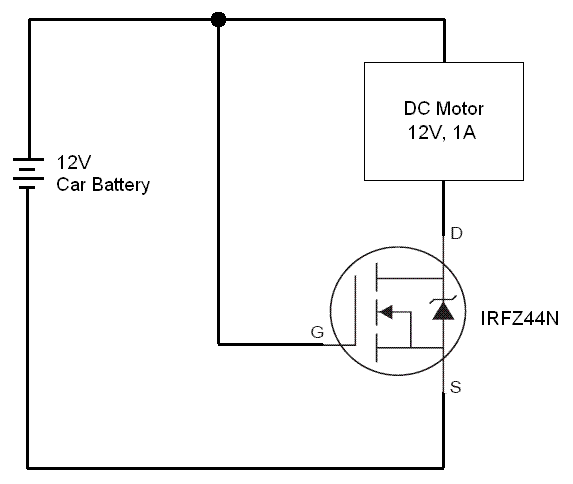 DC Motor
12V, 1A
12V
Car Battery
D
IRFZ44N
G
S